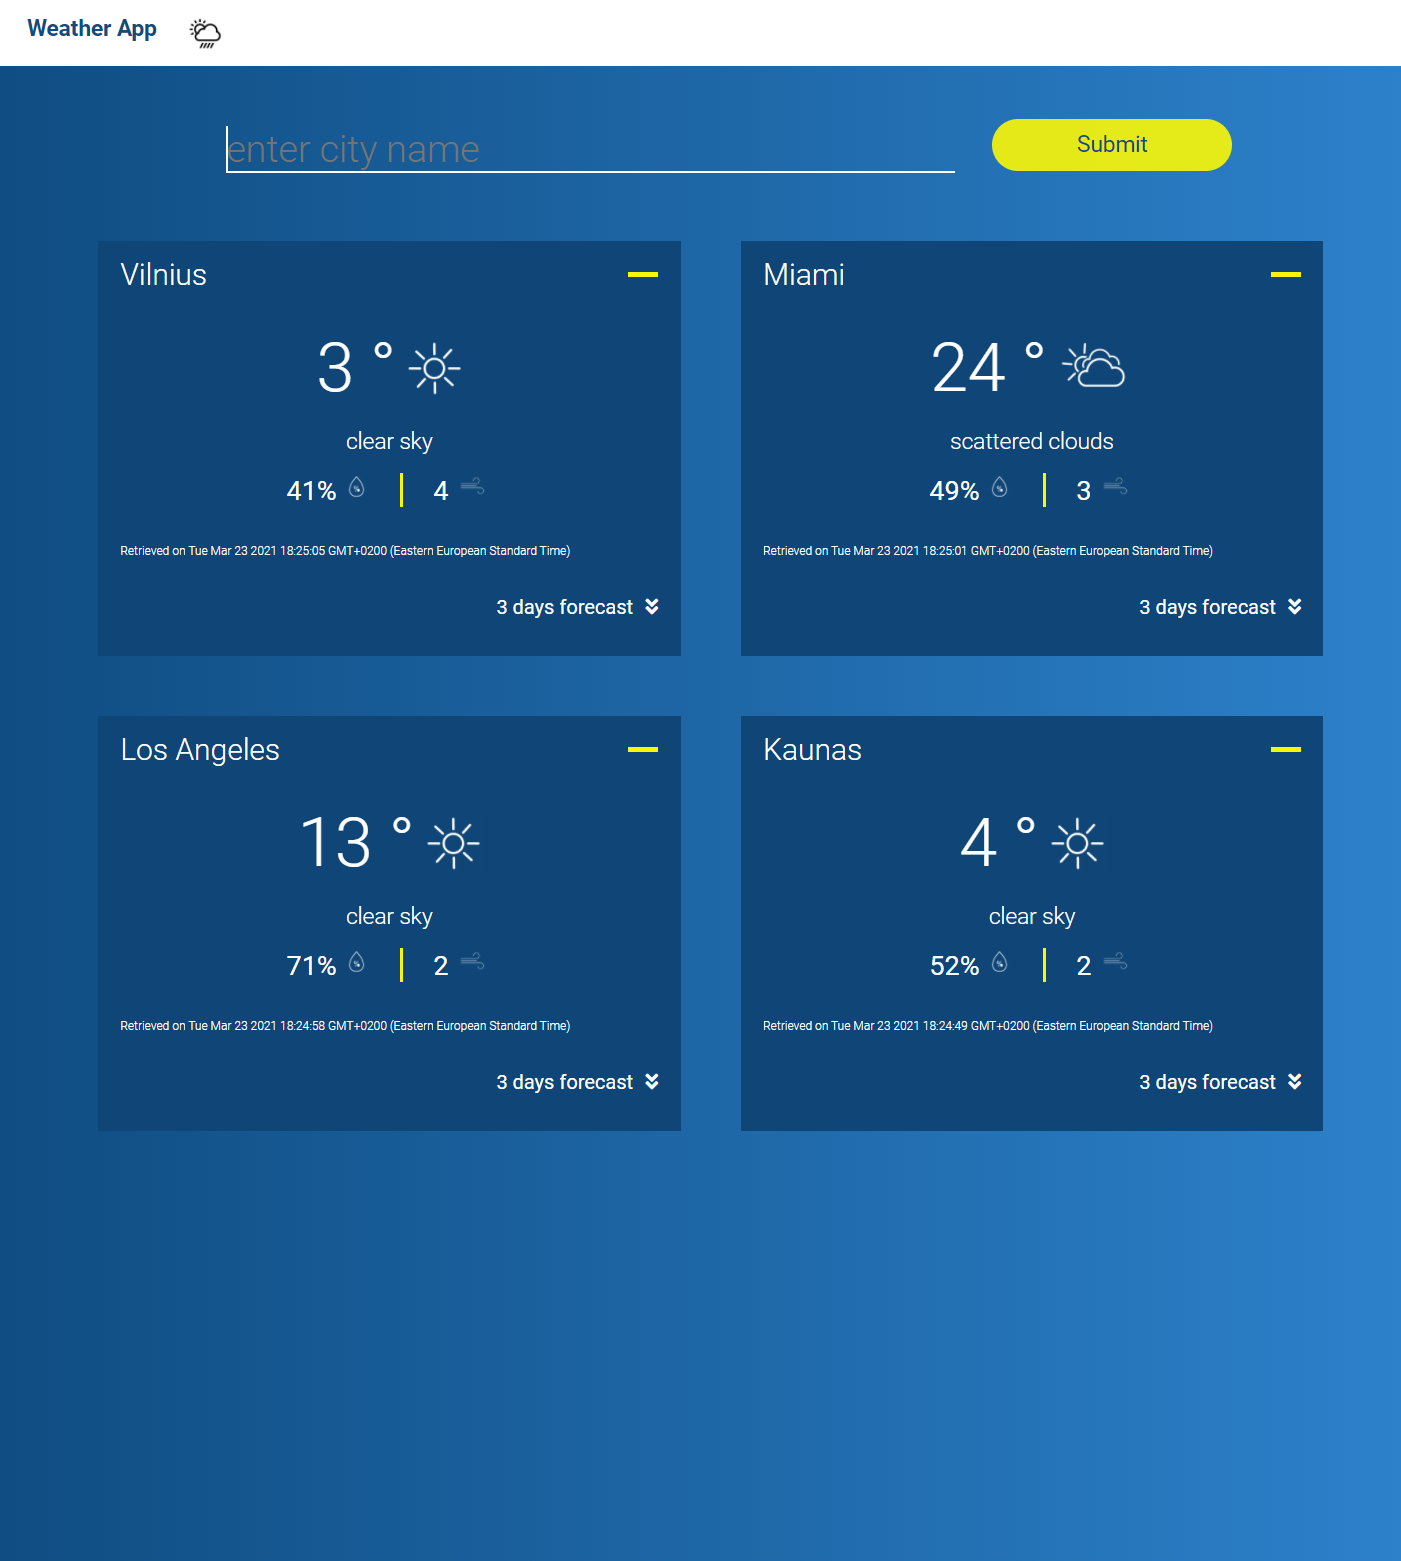 Weather App
enter city name
Submit
Vilnius
3 °
clear sky
41%
4
Retrieved on Tue Mar 23 2021 18:25:05 GMT+0200 (Eastern European Standard Time)
3 days forecast
Miami
24 °
scattered clouds
49%
3
Retrieved on Tue Mar 23 2021 18:25:01 GMT+0200 (Eastern European Standard Time)
3 days forecast
Los Angeles
13 °
clear sky
71%
2
Retrieved on Tue Mar 23 2021 18:24:58 GMT+0200 (Eastern European Standard Time)
3 days forecast
Kaunas
4 °
clear sky
52%
2
Retrieved on Tue Mar 23 2021 18:24:49 GMT+0200 (Eastern European Standard Time)
3 days forecast